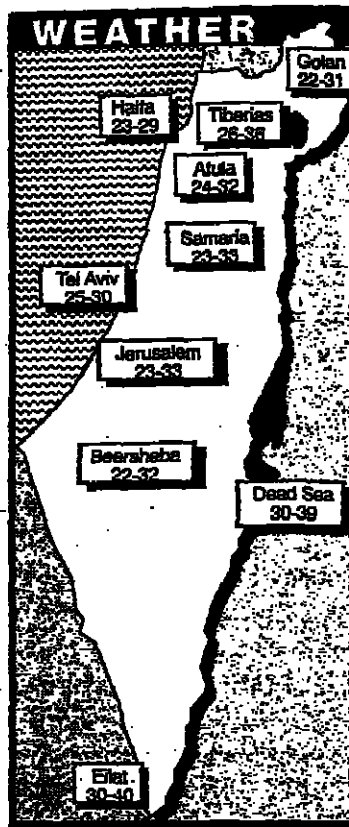 WEATHER
Golan
22-31
Haifa
23-29
Tiberias
26-36
Afula
24-32
Samaria
23-33
Tel Aviv
25-30
Jerusalem
23-33
Beersheba
22-32
Dead Sea
30-39
Eilat
30-40